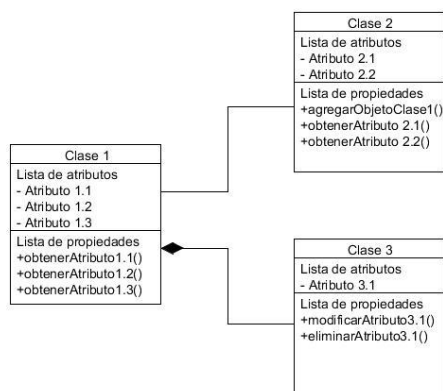 Clase 2
Lista de atributos
- Atributo 2.1
- Atributo 2.2
Lista de propiedades
+agregarObjetoClase1()
+obtenerAtributo 2.1()
+obtenerAtributo 2.2()
Clase 1
Lista de atributos
- Atributo 1.1
- Atributo 1.2
- Atributo 1.3
Lista de propiedades
+obtenerAtributo1.1()
+obtenerAtributo1.2()
+obtenerAtributo1.3()
Clase 3
Lista de atributos
- Atributo 3.1
Lista de propiedades
+modificarAtributo3.1()
+eliminarAtributo3.1()